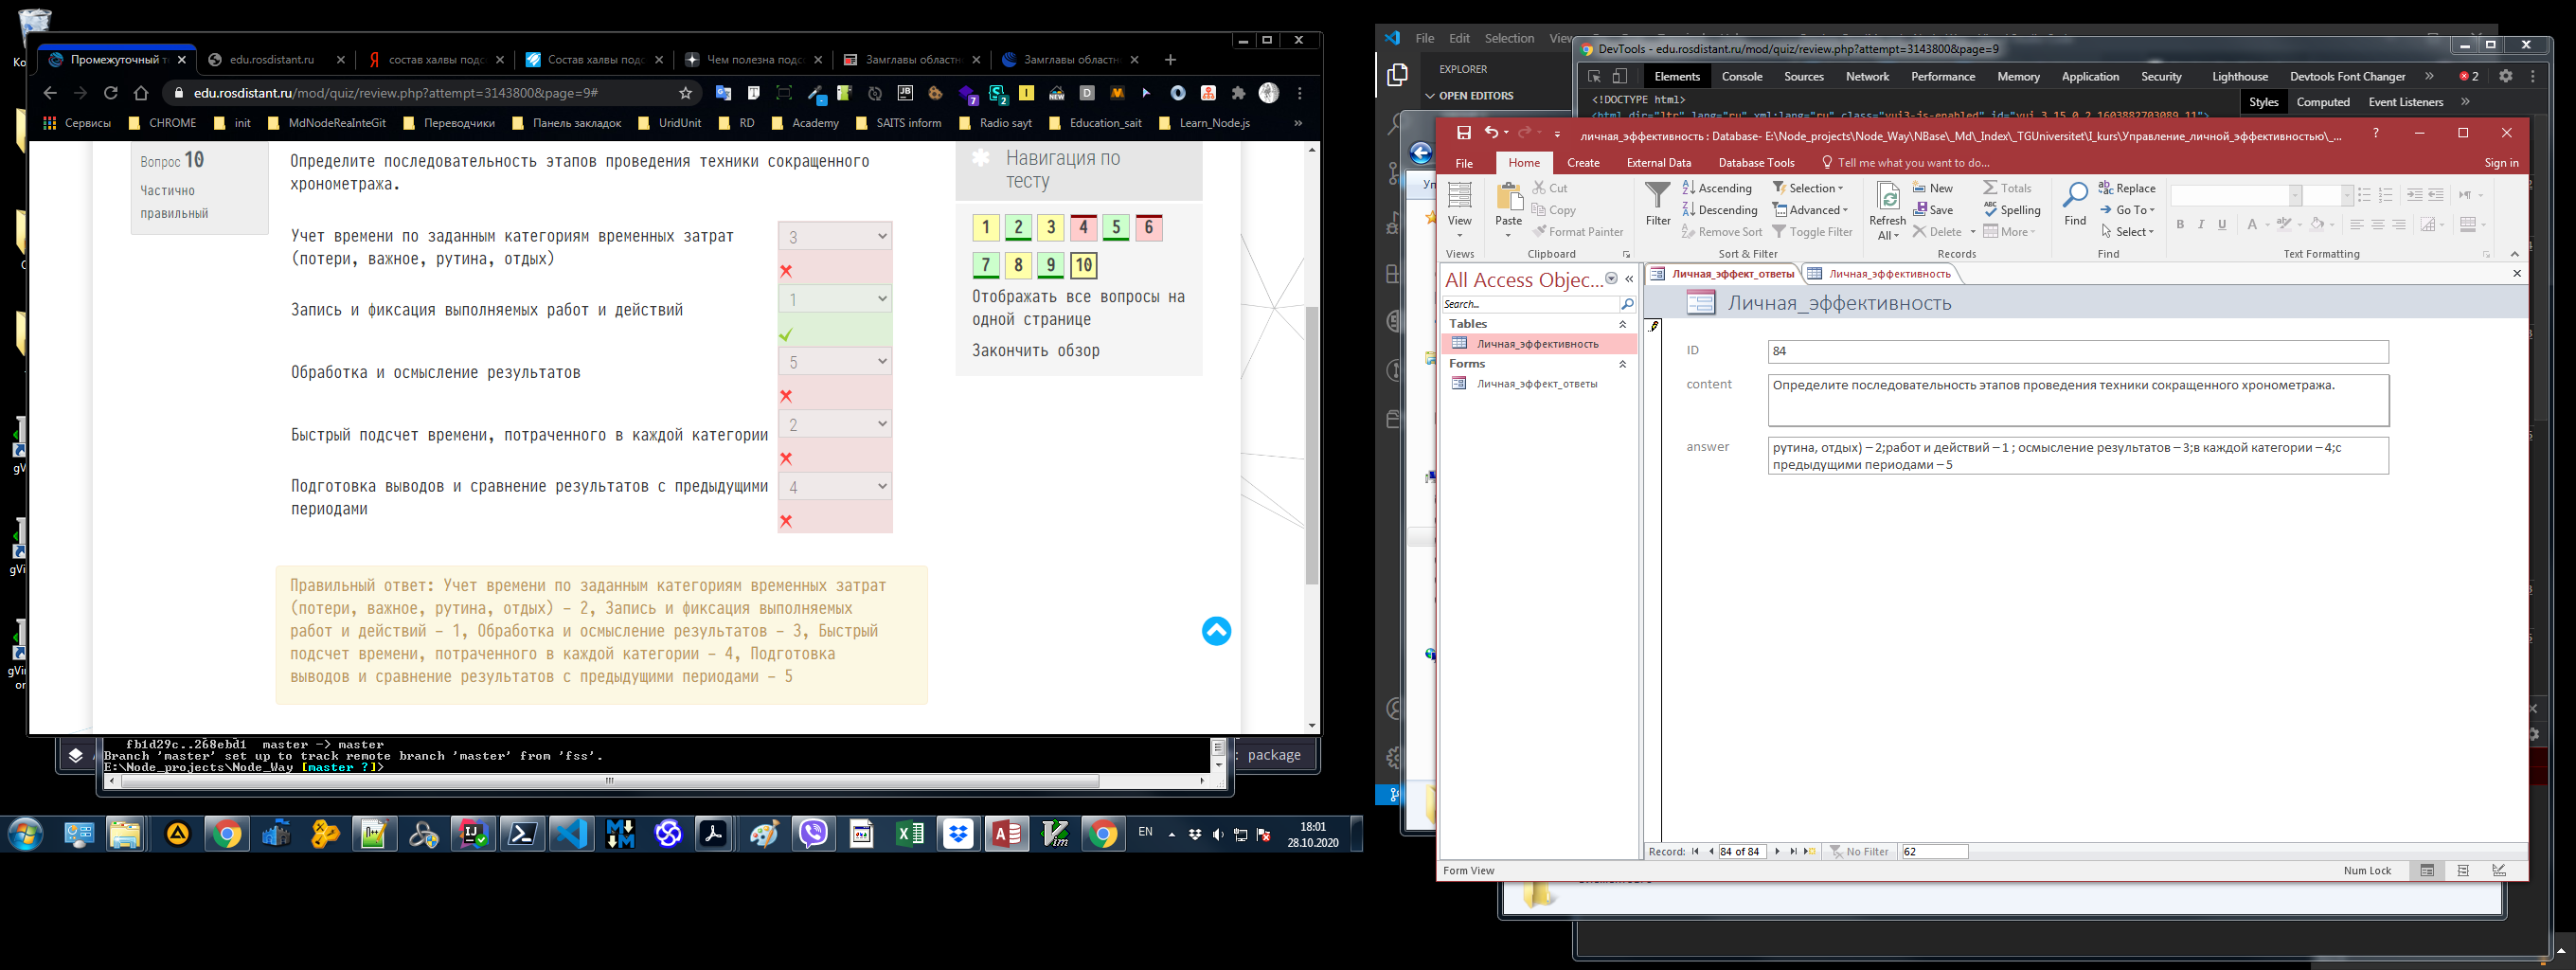 Промежуточный т
edu.rosdistant.ru
состав халвы подс
Состав халвы подс
Чем полезна подсо
Замглавы областн
Замглавы областн
edu.rosdistant.ru/mod/quiz/review.php?attempt=3143800&page=9#
Сервисы
CHROME
init
MdNodeReaInteGit
Переводчики
Панель закладок
UridUnit
RD
Academy
SAITS inform
Radio sayt
Education_sait
Learn_Node.js
Вопрос 10
Частично
правильный
Определите последовательность этапов проведения техники сокращенного
хронометража.
Учет времени по заданным категориям временных затрат
(потери, важное, рутина, отдых)
3
Запись и фиксация выполняемых работ и действий
1
Обработка и осмысление результатов
5
Быстрый подсчет времени, потраченного в каждой категории
2
Подготовка выводов и сравнение результатов с предыдущими
периодами
4
Правильный ответ: Учет времени по заданным категориям временных затрат
(потери, важное, рутина, отдых) – 2, Запись и фиксация выполняемых
работ и действий – 1, Обработка и осмысление результатов – 3, Быстрый
подсчет времени, потраченного в каждой категории – 4, Подготовка
выводов и сравнение результатов с предыдущими периодами – 5
Навигация по
тесту
1 2 3 4 5 6
7 8 9 10
Отображать все вопросы на
одной странице
Закончить обзор
fb1d29c..268ebd1 master -> master
Branch 'master' set up to track remote branch 'master' from 'fss'.
E:\Node_projects\Node_Way [master ?]>
: package
EN
18:01
28.10.2020
File Edit Selection
EXPLORER
OPEN EDITORS
DevTools - edu.rosdistant.ru/mod/quiz/review.php?attempt=3143800&page=9
Elements Console Sources Network Performance Memory Application Security Lighthouse Devtools Font Changer » 2
<!DOCTYPE html>
Styles Computed Event Listeners »
личная_эффективность : Database- E:\Node_projects\Node_Way\NBase\_Md\_Index\_TGUniversitet\I_kurs\Управление_личной_эффективностью\_...
File Home Create External Data Database Tools Tell me what you want to do...
Sign in
View
Views
Paste
Cut
Copy
Format Painter
Clipboard
Filter
Ascending
Descending
Remove Sort
Selection
Advanced
Toggle Filter
Sort & Filter
Refresh
All
New
Save
Delete
Totals
Spelling
More
Records
Find
Replace
Go To
Select
Find
B I U
Text Formatting
All Access Objec...
Search...
Tables
Личная_эффективность
Forms
Личная_эффект_ответы
Личная_эффект_ответы
Личная_эффективность
Личная_эффективность
ID
84
content
Определите последовательность этапов проведения техники сокращенного хронометража.
answer
рутина, отдых) – 2;работ и действий – 1 ; осмысление результатов – 3;в каждой категории – 4;с
предыдущими периодами – 5
Record:
84 of 84
No Filter
62
Form View
Num Lock